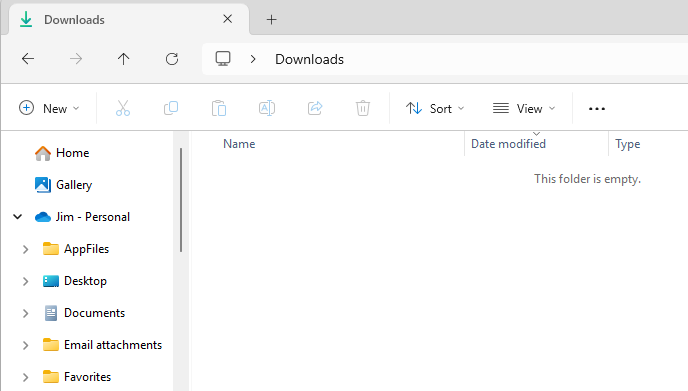 Downloads
Downloads
New Sort View
Name Date modified Type
This folder is empty.
Home
Gallery
Jim - Personal
AppFiles
Desktop
Documents
Email attachments
Favorites